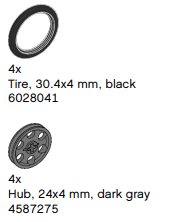 4x
Tire, 30.4x4 mm, black
6028041
4x
Hub, 24x4 mm, dark gray
4587275